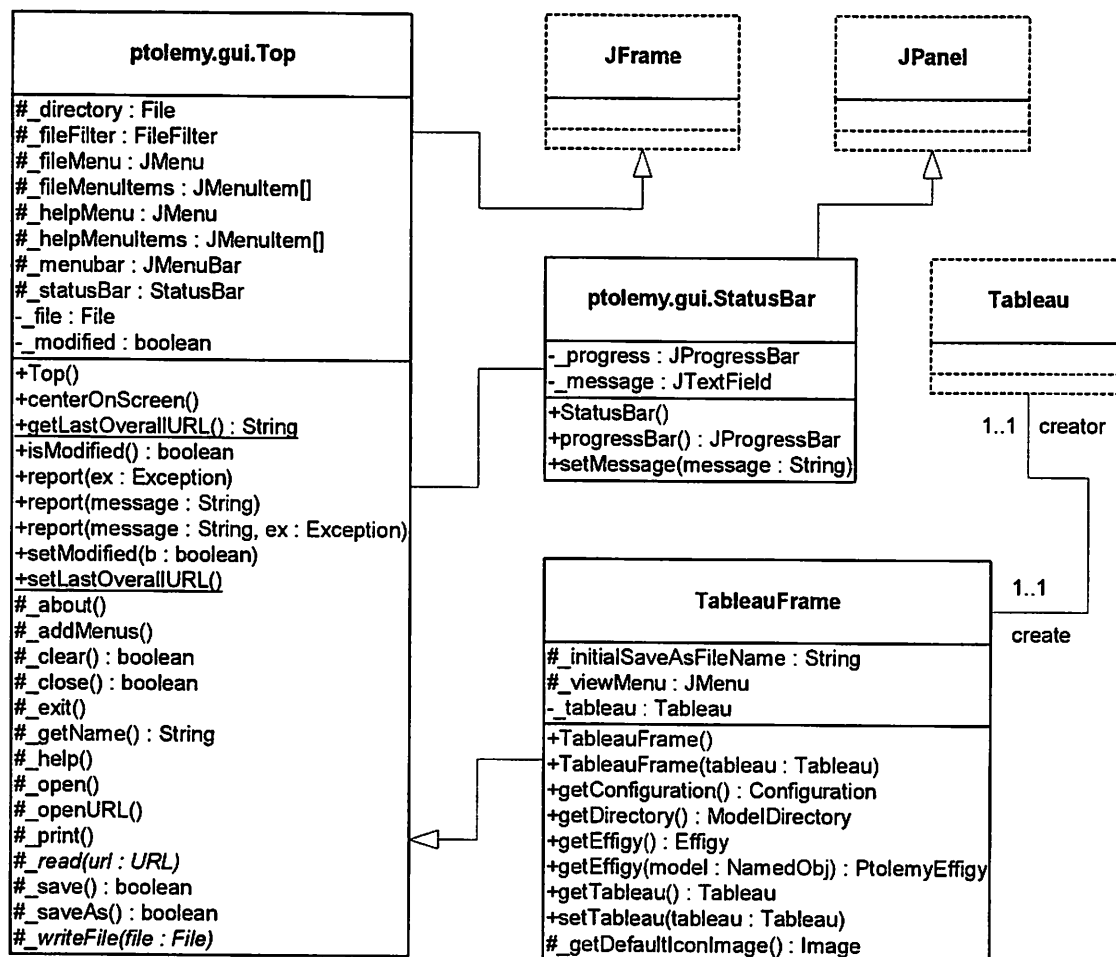 ptolemy.gui.Top
#_directory : File
#_fileFilter : FileFilter
#_fileMenu : JMenu
#_fileMenuItems : JMenuItem[]
#_helpMenu : JMenu
#_helpMenuItems : JMenuItem[]
#_menubar : JMenuBar
#_statusBar : StatusBar
-_file : File
-_modified : boolean
+Top()
+centerOnScreen()
+getLastOverallURL() : String
+isModified() : boolean
+report(ex : Exception)
+report(message : String)
+report(message : String, ex : Exception)
+setModified(b : boolean)
+setLastOverallURL()
#_about()
#_addMenus()
#_clear() : boolean
#_close() : boolean
#_exit()
#_getName() : String
#_help()
#_open()
#_openURL()
#_print()
#_read(url : URL)
#_save() : boolean
#_saveAs() : boolean
#_writeFile(file : File)
JFrame
JPanel
ptolemy.gui.StatusBar
-_progress : JProgressBar
-_message : JTextField
+StatusBar()
+progressBar() : JProgressBar
+setMessage(message : String)
Tableau
1..1 creator
1..1
create
TableauFrame
#_initialSaveAsFileName : String
#_viewMenu : JMenu
-_tableau : Tableau
+TableauFrame()
+TableauFrame(tableau : Tableau)
+getConfiguration() : Configuration
+getDirectory() : ModelDirectory
+getEffigy() : Effigy
+getEffigy(model : NamedObj) : PtolemyEffigy
+getTableau() : Tableau
+setTableau(tableau : Tableau)
#_getDefaultIconImage() : Image